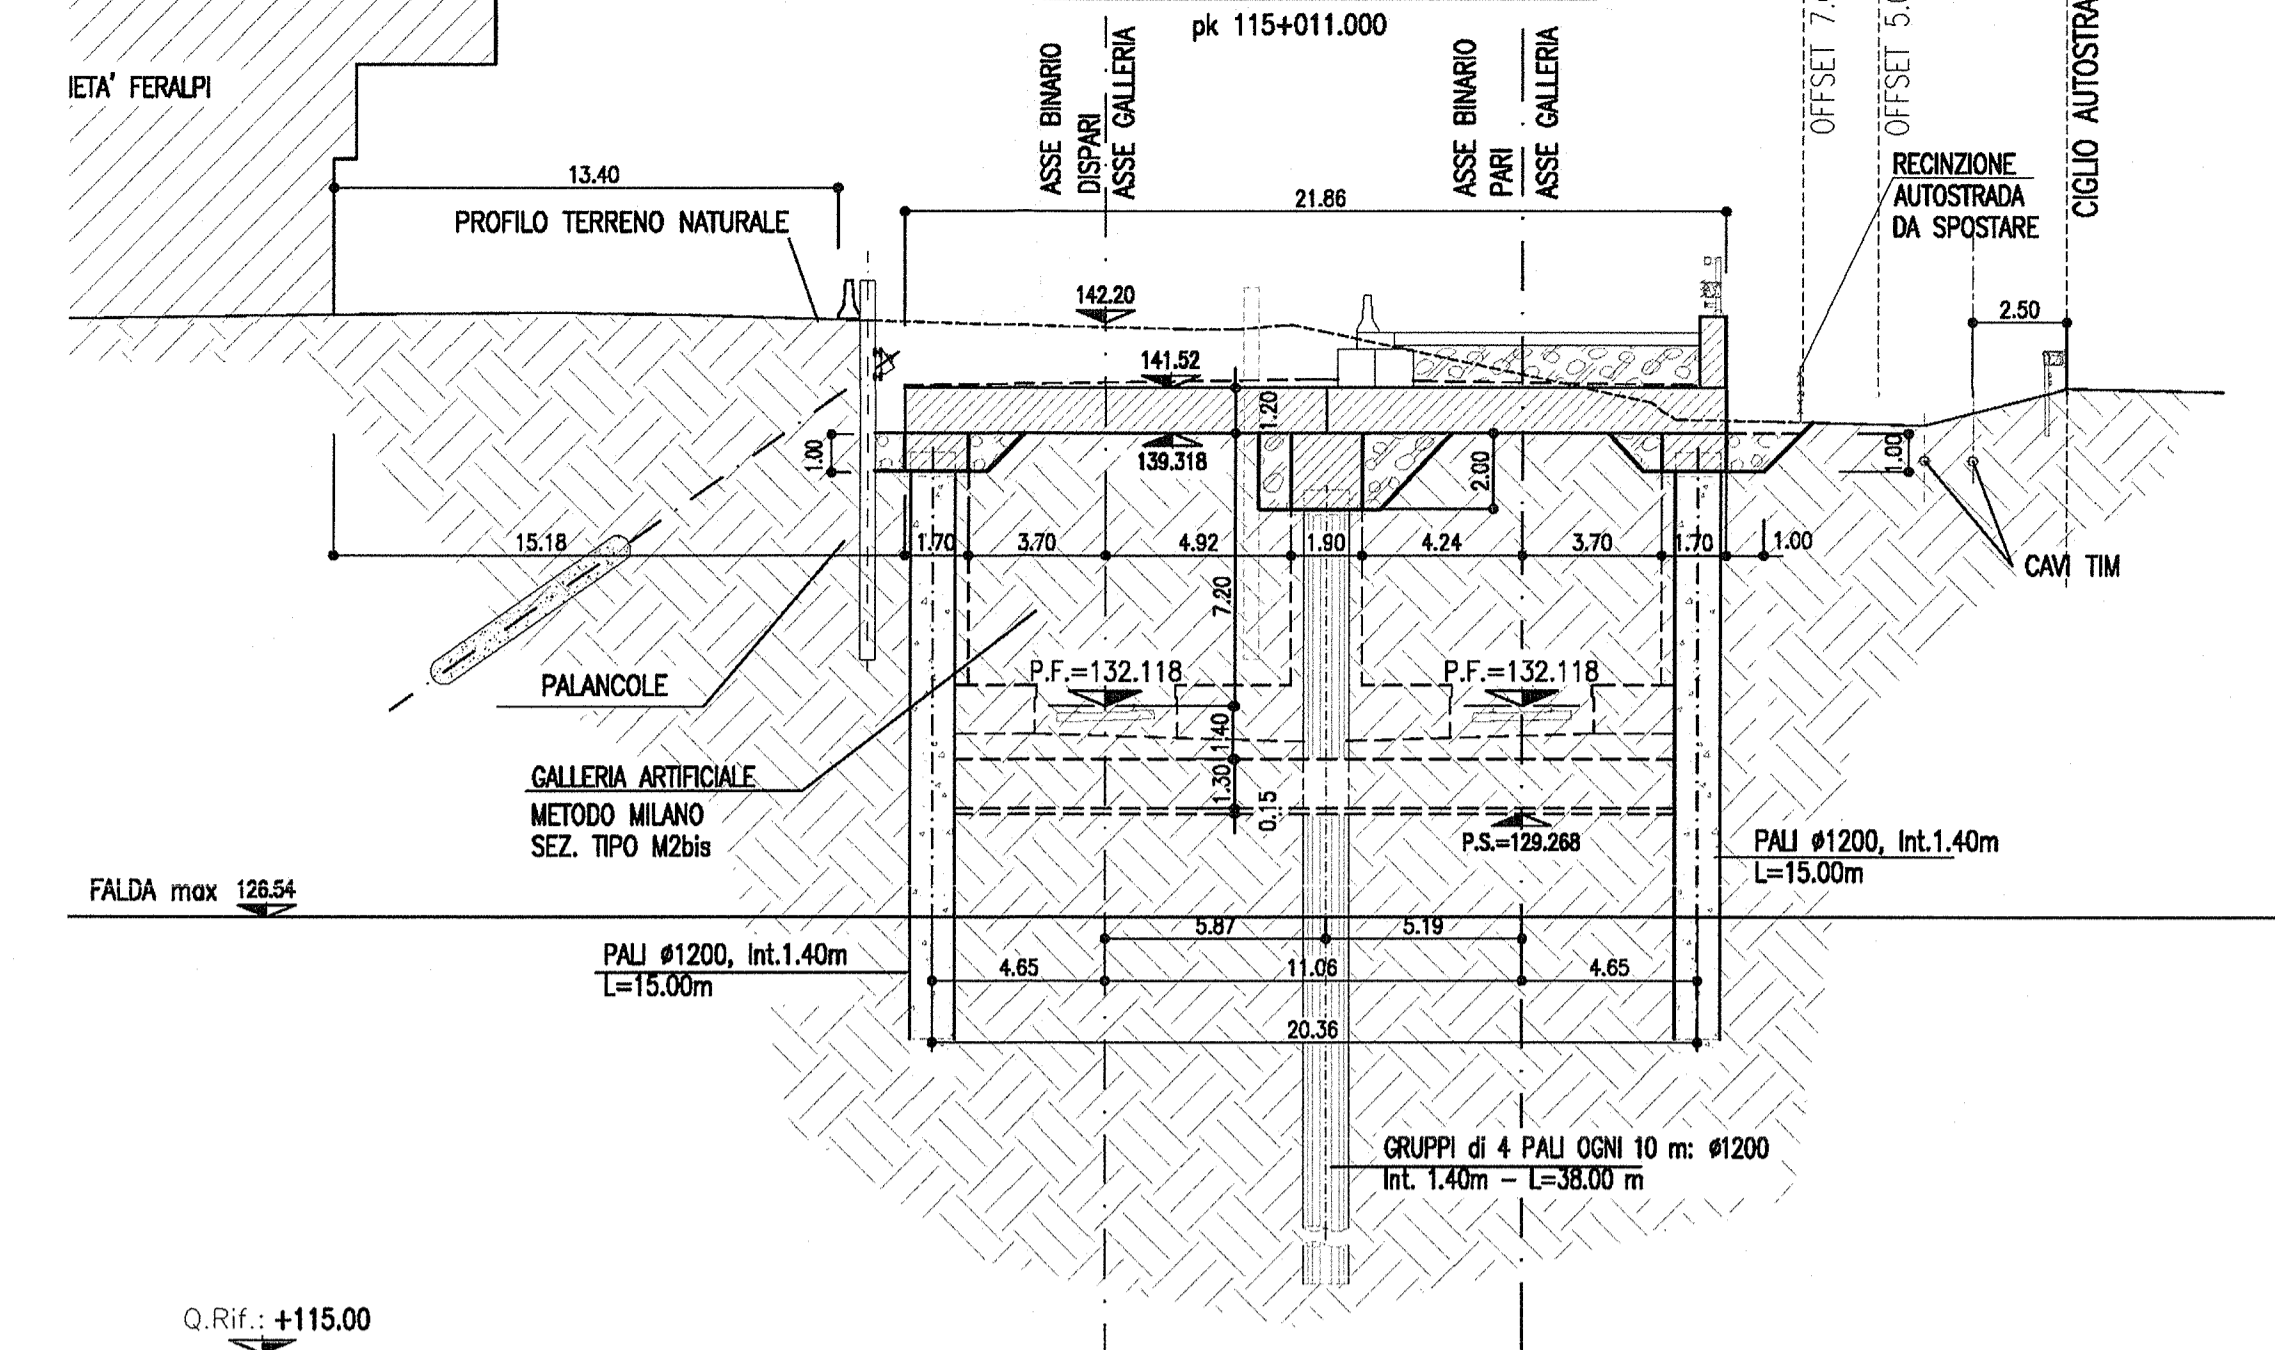 pk 115+011.000
IETA' FERALPI
ASSE BINARIO
DISPARI
ASSE GALLERIA
ASSE BINARIO
PARI
ASSE GALLERIA
OFFSET 7.
OFFSET 5.
CIGLIO AUTOSTRA
RECINZIONE
AUTOSTRADA
DA SPOSTARE
13.40
21.86
PROFILO TERRENO NATURALE
142.20
2.50
141.52
1.20
1.00
139.318
2.00
1.00
15.18
1.70
3.70
4.92
1.90
4.24
3.70
1.70
1.00
CAVI TIM
7.20
PALANCOLE
P.F.=132.118
P.F.=132.118
1.40
GALLERIA ARTIFICIALE
METODO MILANO
SEZ. TIPO M2bis
1.30
0.15
P.S.=129.268
PALI ø1200, Int.1.40m
L=15.00m
FALDA max 126.54
5.87
5.19
PALI ø1200, Int.1.40m
L=15.00m
4.65
11.06
4.65
20.36
GRUPPI di 4 PALI OGNI 10 m: ø1200
Int. 1.40m – L=38.00 m
Q.Rif.: +115.00